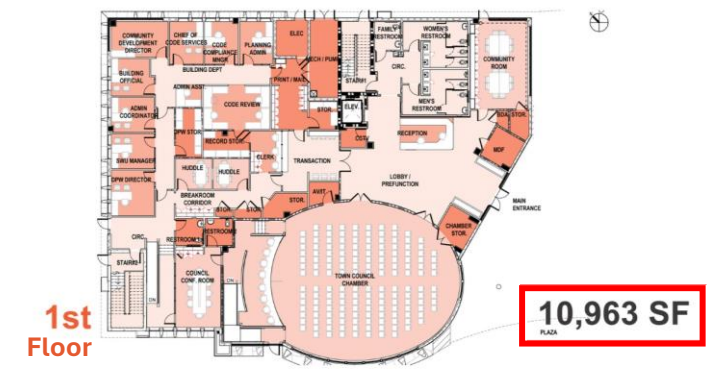 COMMUNITY
DEVELOPMENT
DIRECTOR
CHIEF OF
CODE SERVICES
CODE
COMPLIANCE
MNGR
PLANNING
ADMIN
ELEC
MECH / PUMP
STAIR#1
FAMILY
RESTROOM
CIRC.
WOMEN'S
RESTROOM
MEN'S
RESTROOM
COMMUNITY
ROOM
BUILDING DEPT
BUILDING
OFFICIAL
ADMIN ASST.
PRINT / MAIL
CODE REVIEW
ADMIN
COORDINATOR
STOR.
ELEV.
STOR.
DPW STOR.
RECORD STOR.
CLERK
RECEPTION
MDF
SWU MANAGER
HUDDLE
HUDDLE
TRANSACTION
LOBBY /
PREFUNCTION
DPW DIRECTOR
BREAKROOM
CORRIDOR
STOR.
STOR.
STOR.
AV/IT
MAIN
ENTRANCE
CHAMBER
STOR.
CIRC.
RESTROOM
RESTROOM
STAIR#2
COUNCIL
CONF. ROOM
TOWN COUNCIL
CHAMBER
1st
Floor
10,963 SF
PLAZA